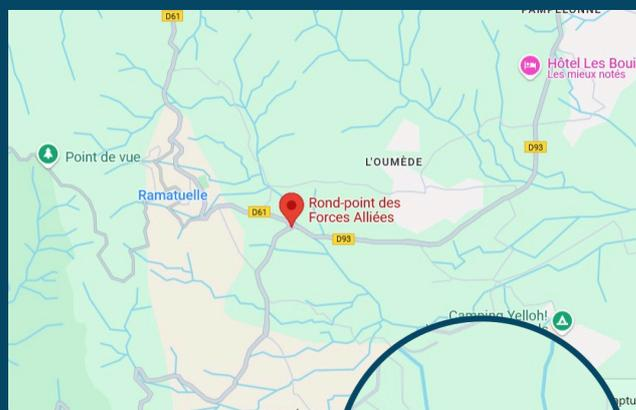 D61
PAMPELONNE
Hôtel Les Boui
Les mieux notés
D93
L'OUMÈDE
Point de vue
Ramatuelle
D61
Rond-point des
Forces Alliées
D93
Camping Yelloh!